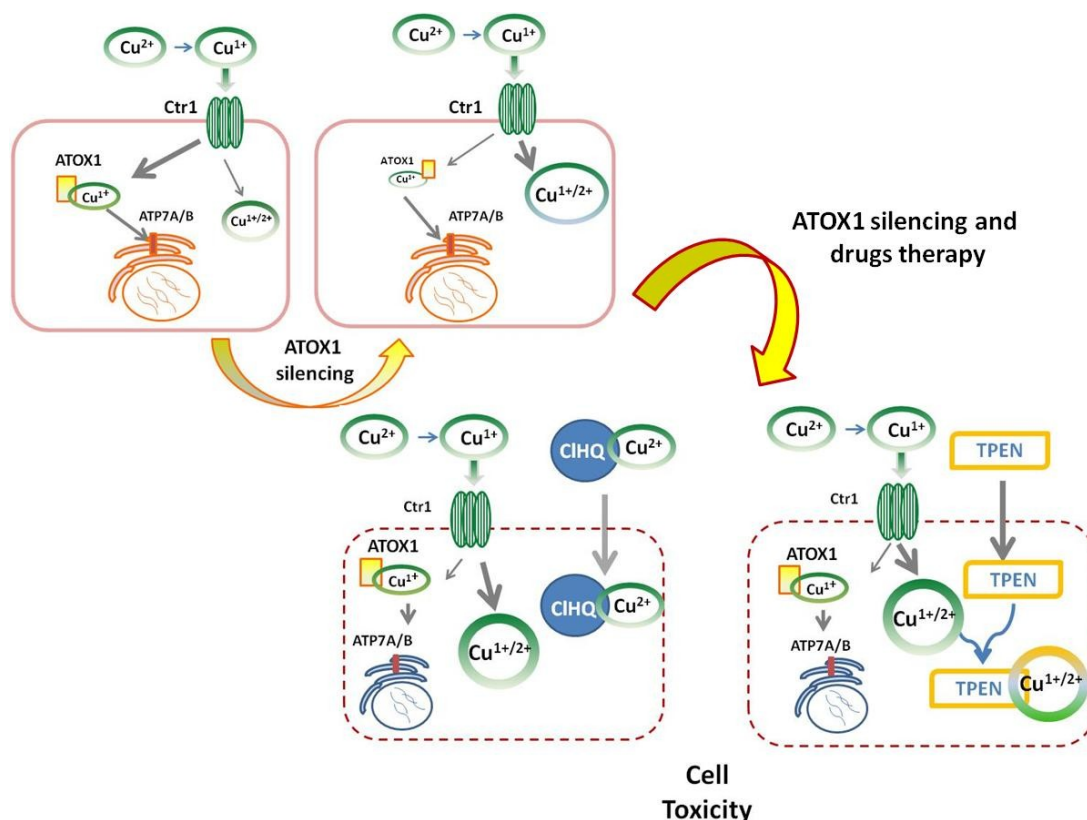 Cu²⁺
Cu¹⁺
Ctr1
ATOX1
Cu¹⁺
ATP7A/B
Cu¹⁺/²⁺
Cu²⁺
Cu¹⁺
Ctr1
ATOX1
Cu¹⁺
ATP7A/B
Cu¹⁺/²⁺
ATOX1
silencing
ATOX1 silencing and
drugs therapy
Cu²⁺
Cu¹⁺
ClHQ
Cu²⁺
Ctr1
ATOX1
Cu¹⁺
ATP7A/B
Cu¹⁺/²⁺
ClHQ
Cu²⁺
Cu²⁺
Cu¹⁺
TPEN
Ctr1
ATOX1
Cu¹⁺
ATP7A/B
Cu¹⁺/²⁺
TPEN
TPEN
Cu¹⁺/²⁺
Cell
Toxicity